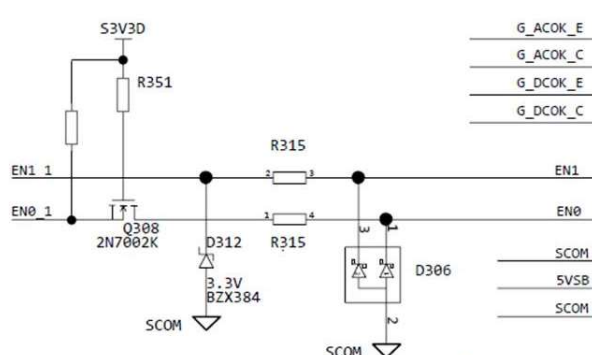 S3V3D
G_ACOK_E
G_ACOK_C
R351
G_DCOK_E
G_DCOK_C
R315
EN1_1
2
3
EN1
EN0_1
1
4
EN0
Q308
2N7002K
D312
R315
3
1
SCOM
D306
3.3V
BZX384
5VSB
SCOM
2
SCOM
SCOM